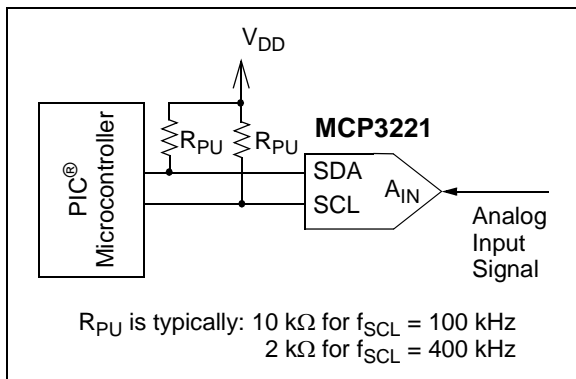 V_DD
R_PU R_PU
MCP3221
PIC®
Microcontroller
SDA
SCL
A_IN
Analog
Input
Signal
R_PU is typically: 10 kΩ for f_SCL = 100 kHz
2 kΩ for f_SCL = 400 kHz